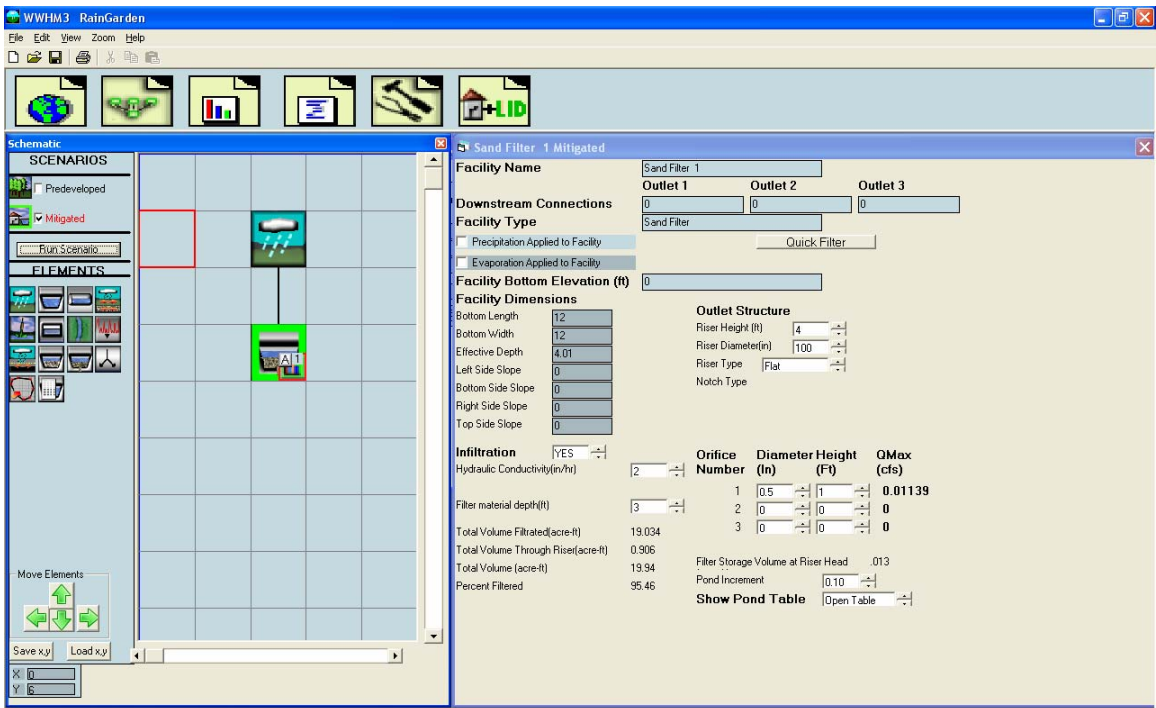 WWHM3 RainGarden
File Edit View Zoom Help
+LID
Schematic
SCENARIOS
Predeveloped
Mitigated
Run Scenario
ELEMENTS
A 1
Move Elements
Save x,y Load x,y
X 0
Y 6
Sand Filter 1 Mitigated
Facility Name Sand Filter 1
Outlet 1 Outlet 2 Outlet 3
Downstream Connections 0 0 0
Facility Type Sand Filter
Precipitation Applied to Facility Quick Filter
Evaporation Applied to Facility
Facility Bottom Elevation (ft) 0
Facility Dimensions
Bottom Length 12
Bottom Width 12
Effective Depth 4.01
Left Side Slope 0
Bottom Side Slope 0
Right Side Slope 0
Top Side Slope 0
Outlet Structure
Riser Height (ft) 4
Riser Diameter(in) 100
Riser Type Flat
Notch Type
Infiltration YES
Hydraulic Conductivity(in/hr) 2
Filter material depth(ft) 3
Total Volume Filtrated(acre-ft) 19.034
Total Volume Through Riser(acre-ft) 0.906
Total Volume (acre-ft) 19.94
Percent Filtered 95.46
Orifice Diameter Height QMax
Number (In) (Ft) (cfs)
1 0.5 1 0.01139
2 0 0 0
3 0 0 0
Filter Storage Volume at Riser Head .013
Pond Increment 0.10
Show Pond Table Open Table